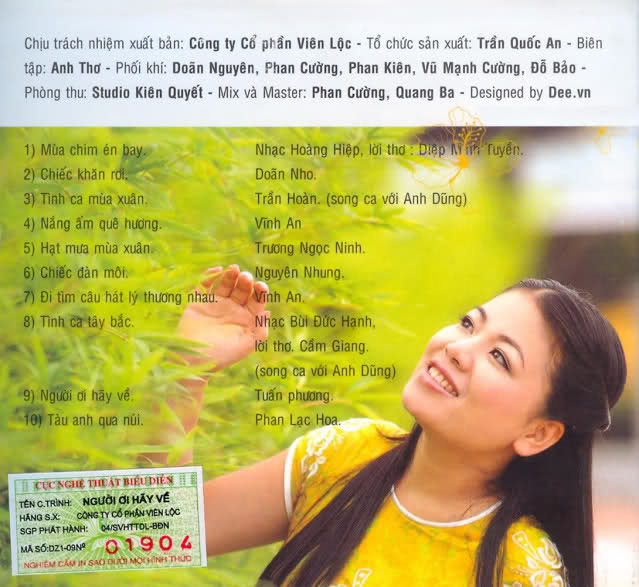 Chịu trách nhiệm xuất bản: Công ty Cổ phần Viên Lộc - Tổ chức sản xuất: Trần Quốc An - Biên
tập: Anh Thơ - Phối khí: Doãn Nguyên, Phan Cường, Phan Kiên, Vũ Mạnh Cường, Đỗ Bảo -
Phòng thu: Studio Kiên Quyết - Mix và Master: Phan Cường, Quang Ba - Designed by Dee.vn
1) Mùa chim én bay. Nhạc Hoàng Hiệp, lời thơ : Diệp Minh Tuyền.
2) Chiếc khăn rơi. Doãn Nho.
3) Tình ca mùa xuân. Trần Hoàn. (song ca với Anh Dũng)
4) Nắng ấm quê hương. Vĩnh An
5) Hạt mưa mùa xuân. Trương Ngọc Ninh.
6) Chiếc đàn môi. Nguyên Nhung.
7) Đi tìm câu hát lý thương nhau. Vĩnh An.
8) Tình ca tây bắc. Nhạc Bùi Đức Hạnh,
lời thơ. Cầm Giang.
(song ca với Anh Dũng)
9) Người ơi hãy về. Tuấn phương.
10) Tàu anh qua núi. Phan Lạc Hoa.
CỤC NGHỆ THUẬT BIỂU DIỄN
TÊN C.TRÌNH: NGƯỜI ƠI HÃY VỀ
HÃNG S.X: CÔNG TY CỔ PHẦN VIÊN LỘC
SGP PHÁT HÀNH: 04/SVHTTDL-BĐN
MÃ SỐ:DZ1-09Nº 01904
NGHIÊM CẤM IN SAO DƯỚI MỌI HÌNH THỨC